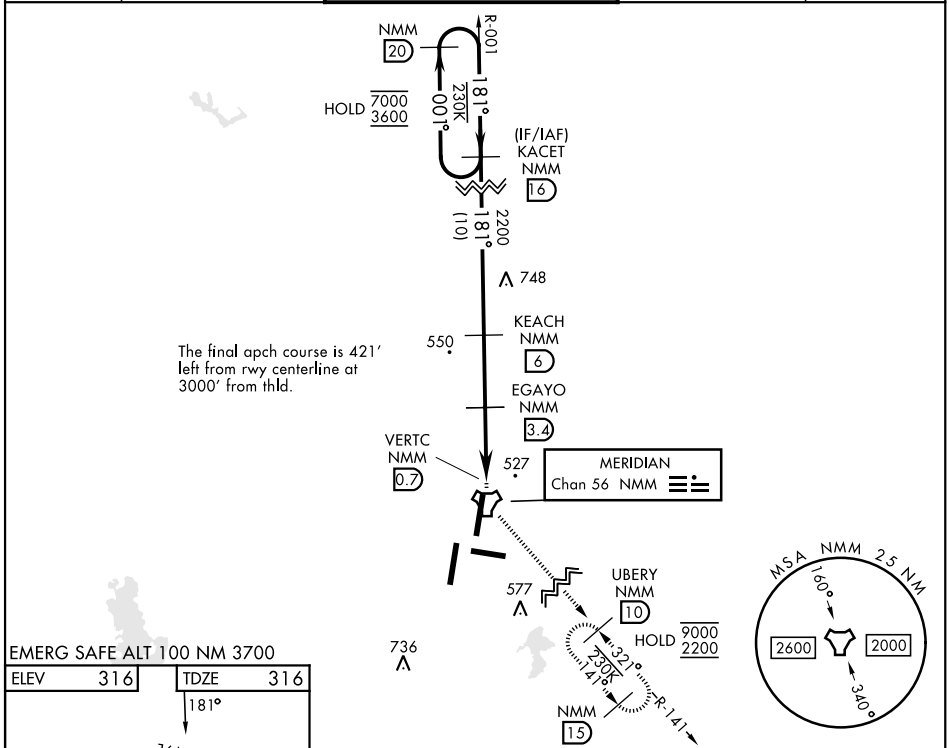 NMM
20
R-001
HOLD 7000
3600
001°
230K
181°
(IF/IAF)
KACET
NMM
16
2200
181°
(10)
748
KEACH
NMM
6
550
The final apch course is 421'
left from rwy centerline at
3000' from thld.
EGAYO
NMM
3.4
VERTC
NMM
0.7
527
MERIDIAN
Chan 56 NMM
577
UBERY
NMM
10
HOLD 9000
2200
321°
230K
141°
R-141
NMM
15
736
MSA NMM 25 NM
160°
2600
2000
340°
EMERG SAFE ALT 100 NM 3700
ELEV 316
TDZE 316
181°